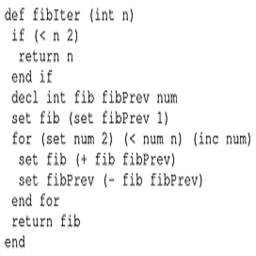 def fibIter (int n)
if (< n 2)
return n
end if
decl int fib fibPrev num
set fib (set fibPrev 1)
for (set num 2) (< num n) (inc num)
set fib (+ fib fibPrev)
set fibPrev (- fib fibPrev)
end for
return fib
end